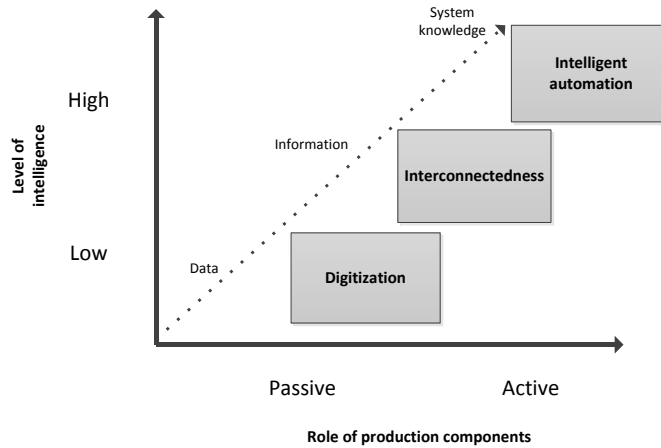 System
knowledge
Intelligent
automation
High
Level of
intelligence
Information
Interconnectedness
Low
Data
Digitization
Passive
Active
Role of production components